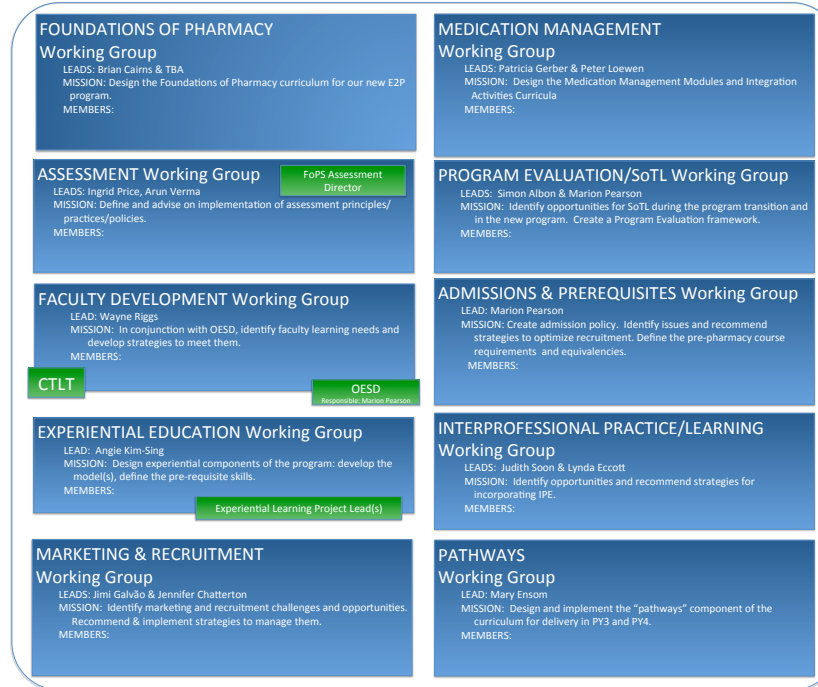 FOUNDATIONS OF PHARMACY
Working Group
LEADS: Brian Cairns & TBA
MISSION: Design the Foundations of Pharmacy curriculum for our new E2P
program.
MEMBERS:
ASSESSMENT Working Group
FoPS Assessment
Director
LEADS: Ingrid Price, Arun Verma
MISSION: Define and advise on implementation of assessment principles/
practices/policies.
MEMBERS:
FACULTY DEVELOPMENT Working Group
LEAD: Wayne Riggs
MISSION: In conjunction with OESD, identify faculty learning needs and
develop strategies to meet them.
MEMBERS:
CTLT
OESD
Responsible: Marion Pearson
EXPERIENTIAL EDUCATION Working Group
LEAD: Angie Kim-Sing
MISSION: Design experiential components of the program: develop the
model(s), define the pre-requisite skills.
MEMBERS:
Experiential Learning Project Lead(s)
MARKETING & RECRUITMENT
Working Group
LEADS: Jimi Galvão & Jennifer Chatterton
MISSION: Identify marketing and recruitment challenges and opportunities.
Recommend & implement strategies to manage them.
MEMBERS:
MEDICATION MANAGEMENT
Working Group
LEADS: Patricia Gerber & Peter Loewen
MISSION: Design the Medication Management Modules and Integration
Activities Curricula
MEMBERS:
PROGRAM EVALUATION/SoTL Working Group
LEADS: Simon Albon & Marion Pearson
MISSION: Identify opportunities for SoTL during the program transition and
in the new program. Create a Program Evaluation framework.
MEMBERS:
ADMISSIONS & PREREQUISITES Working Group
LEAD: Marion Pearson
MISSION: Create admission policy. Identify issues and recommend
strategies to optimize recruitment. Define the pre-pharmacy course
requirements and equivalencies.
MEMBERS:
INTERPROFESSIONAL PRACTICE/LEARNING
Working Group
LEADS: Judith Soon & Lynda Eccott
MISSION: Identify opportunities and recommend strategies for
incorporating IPE.
MEMBERS:
PATHWAYS
Working Group
LEAD: Mary Ensom
MISSION: Design and implement the “pathways” component of the
curriculum for delivery in PY3 and PY4.
MEMBERS: